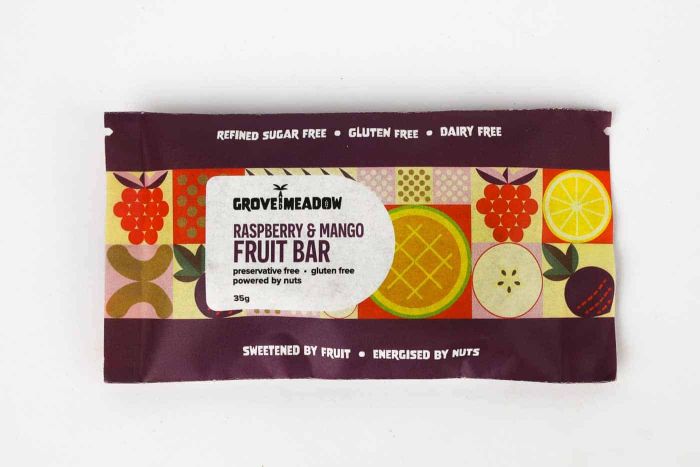 REFINED SUGAR FREE • GLUTEN FREE • DAIRY FREE
GROVE MEADOW
RASPBERRY & MANGO
FRUIT BAR
preservative free • gluten free
powered by nuts
35g
SWEETENED BY FRUIT • ENERGISED BY NUTS